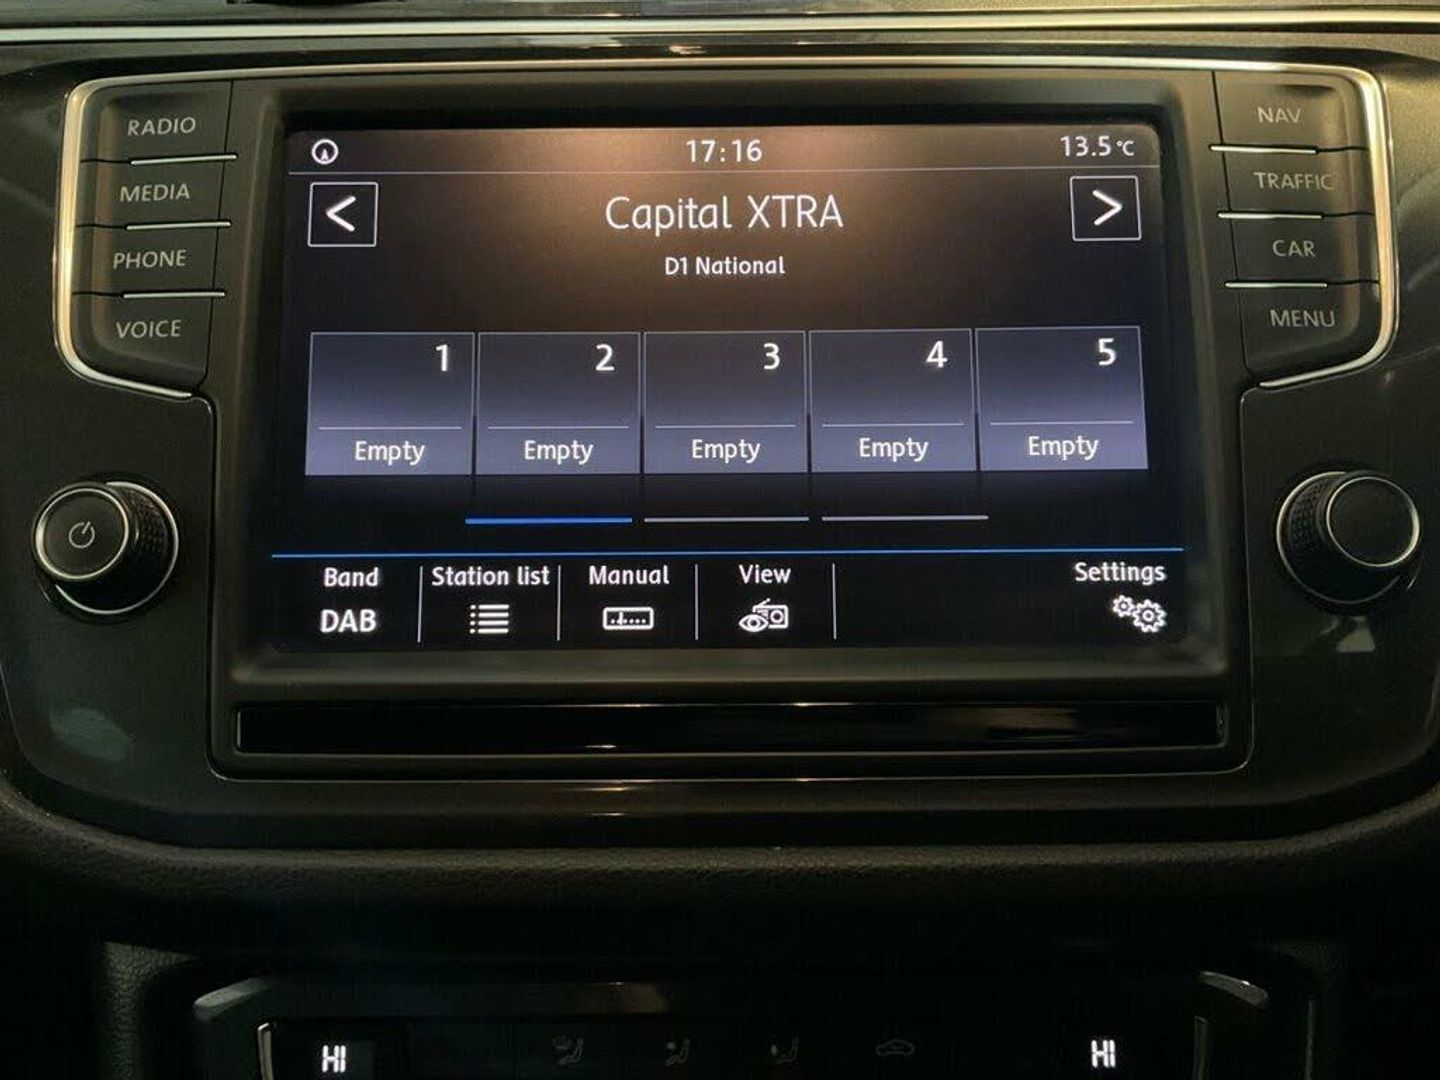 RADIO
MEDIA
PHONE
VOICE
17:16
13.5°C
<
Capital XTRA
>
D1 National
1
2
3
4
5
Empty
Empty
Empty
Empty
Empty
Band
DAB
Station list
Manual
View
Settings
NAV
TRAFFIC
CAR
MENU
HI
HI